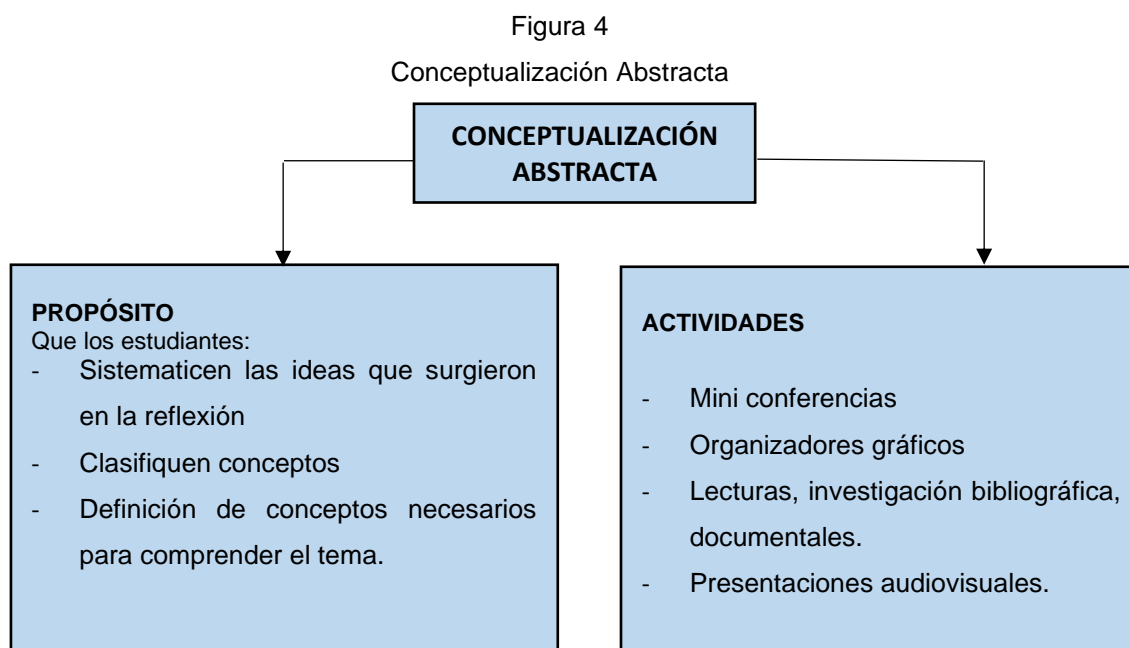 Figura 4
Conceptualización Abstracta
CONCEPTUALIZACIÓN
ABSTRACTA
PROPÓSITO
Que los estudiantes:
- Sistematicen las ideas que surgieron
en la reflexión
- Clasifiquen conceptos
- Definición de conceptos necesarios
para comprender el tema.
ACTIVIDADES
- Mini conferencias
- Organizadores gráficos
- Lecturas, investigación bibliográfica,
documentales.
- Presentaciones audiovisuales.